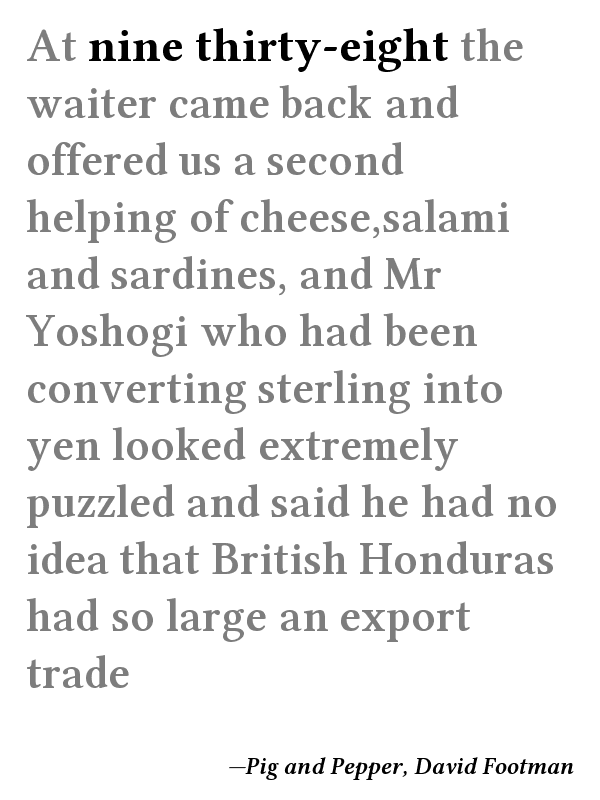 At nine thirty-eight the
waiter came back and
offered us a second
helping of cheese,salami
and sardines, and Mr
Yoshogi who had been
converting sterling into
yen looked extremely
puzzled and said he had no
idea that British Honduras
had so large an export
trade
—Pig and Pepper, David Footman